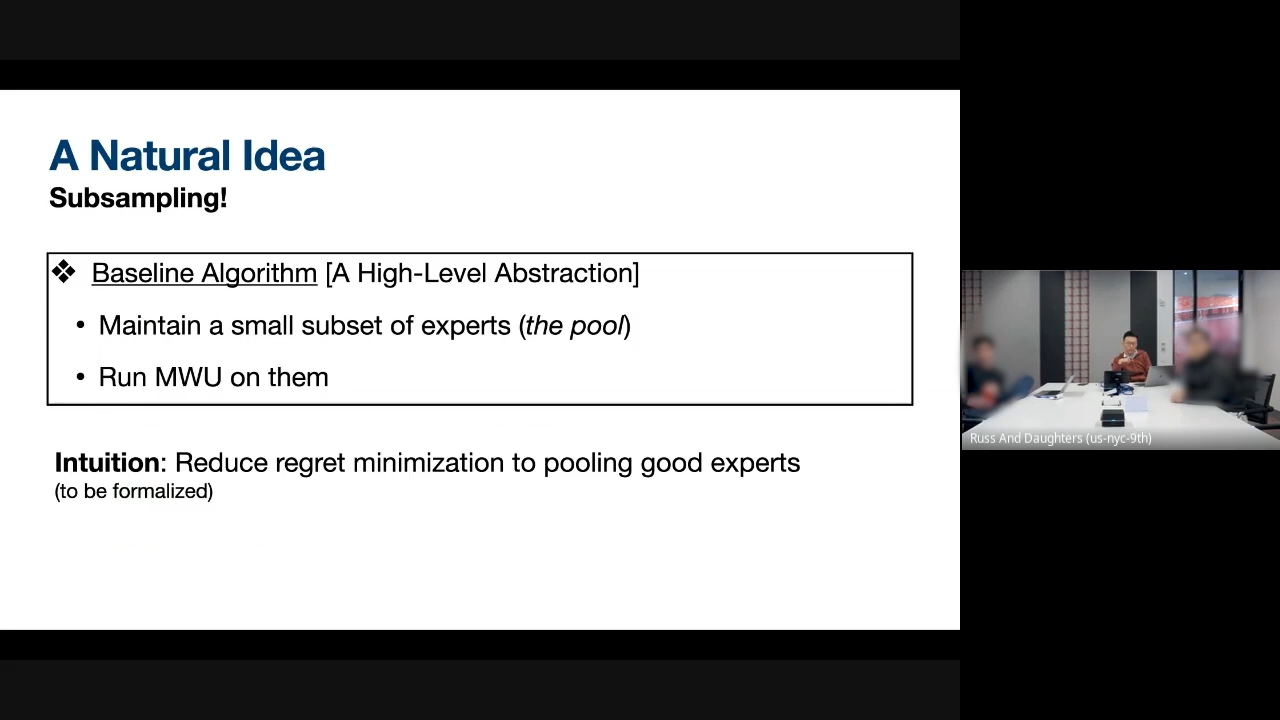 A Natural Idea
Subsampling!
❖ Baseline Algorithm [A High-Level Abstraction]
• Maintain a small subset of experts (the pool)
• Run MWU on them
Intuition: Reduce regret minimization to pooling good experts
(to be formalized)
Russ And Daughters (us-nyc-9th)